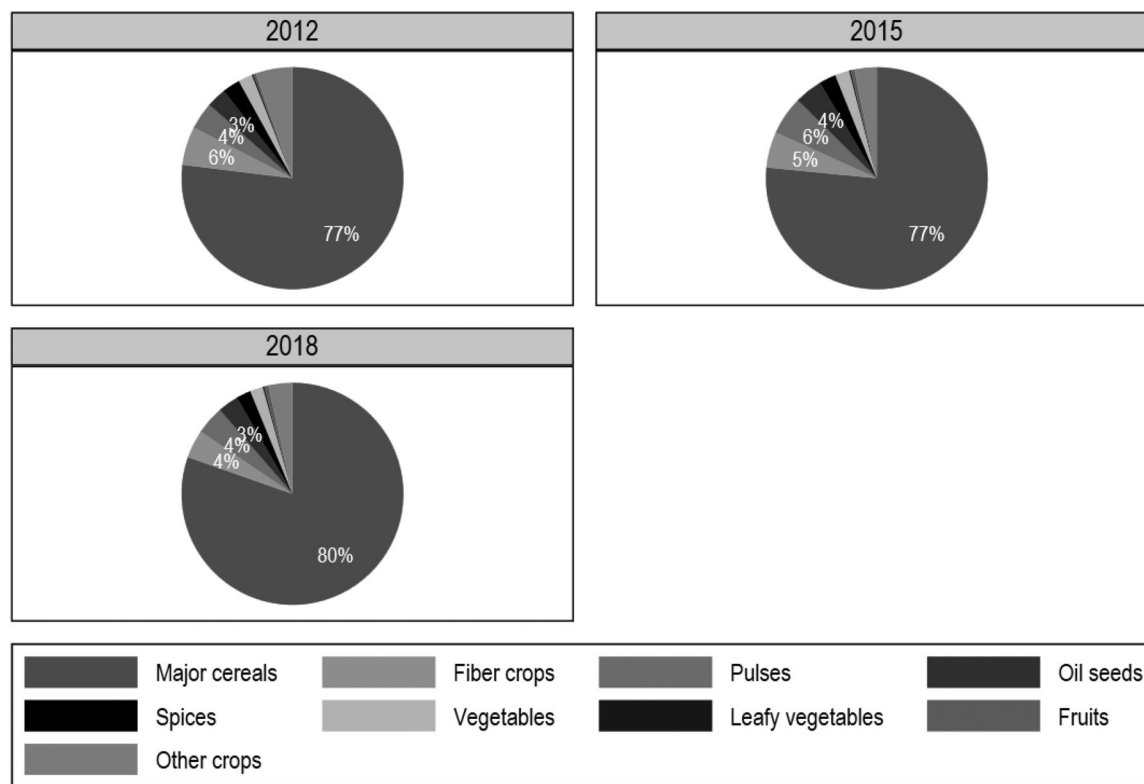 2012
2015
3%
4%
6%
77%
4%
6%
5%
77%
2018
3%
4%
4%
80%
Major cereals
Fiber crops
Pulses
Oil seeds
Spices
Vegetables
Leafy vegetables
Fruits
Other crops